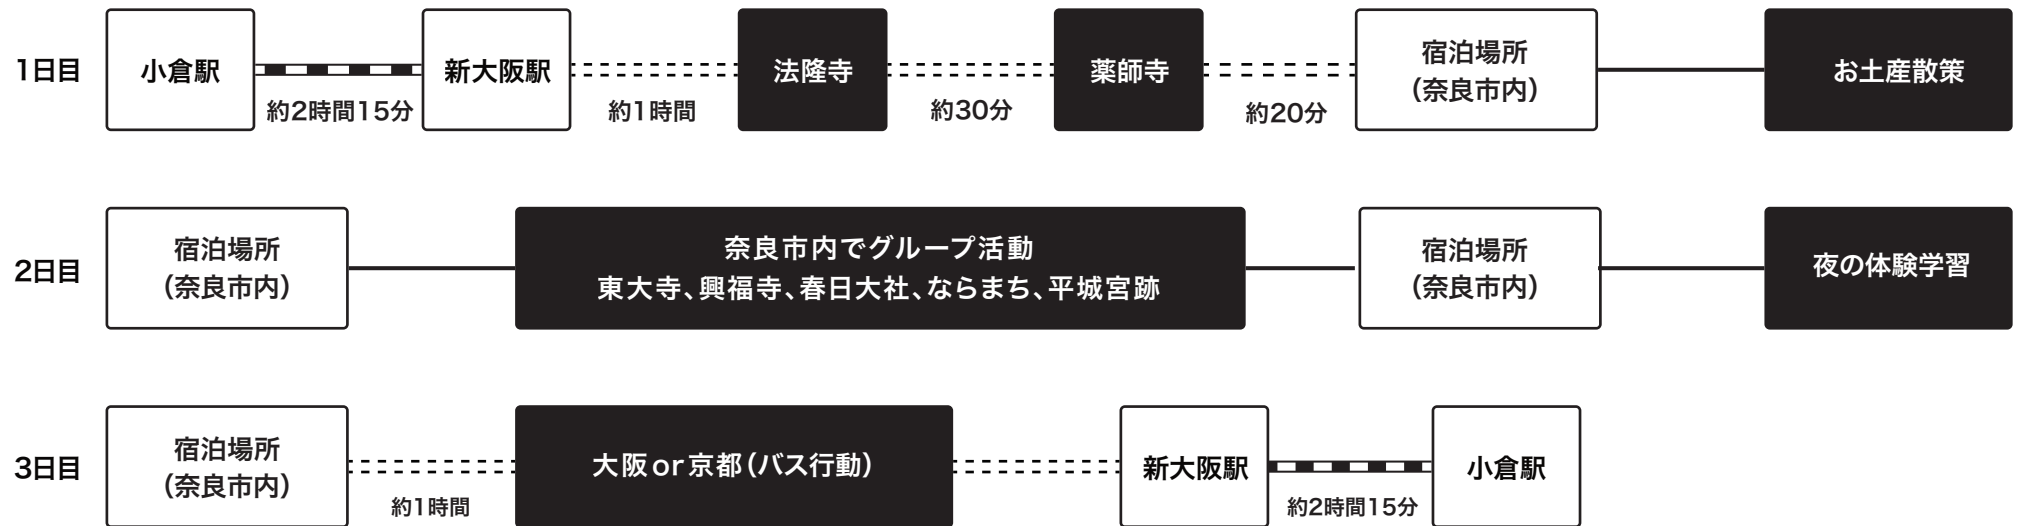 1日目
小倉駅
約2時間15分
新大阪駅
約1時間
法隆寺
約30分
薬師寺
約20分
宿泊場所
(奈良市内)
お土産散策
2日目
宿泊場所
(奈良市内)
奈良市内でグループ活動
東大寺、興福寺、春日大社、ならまち、平城宮跡
宿泊場所
(奈良市内)
夜の体験学習
3日目
宿泊場所
(奈良市内)
約1時間
大阪or京都(バス行動)
新大阪駅
約2時間15分
小倉駅